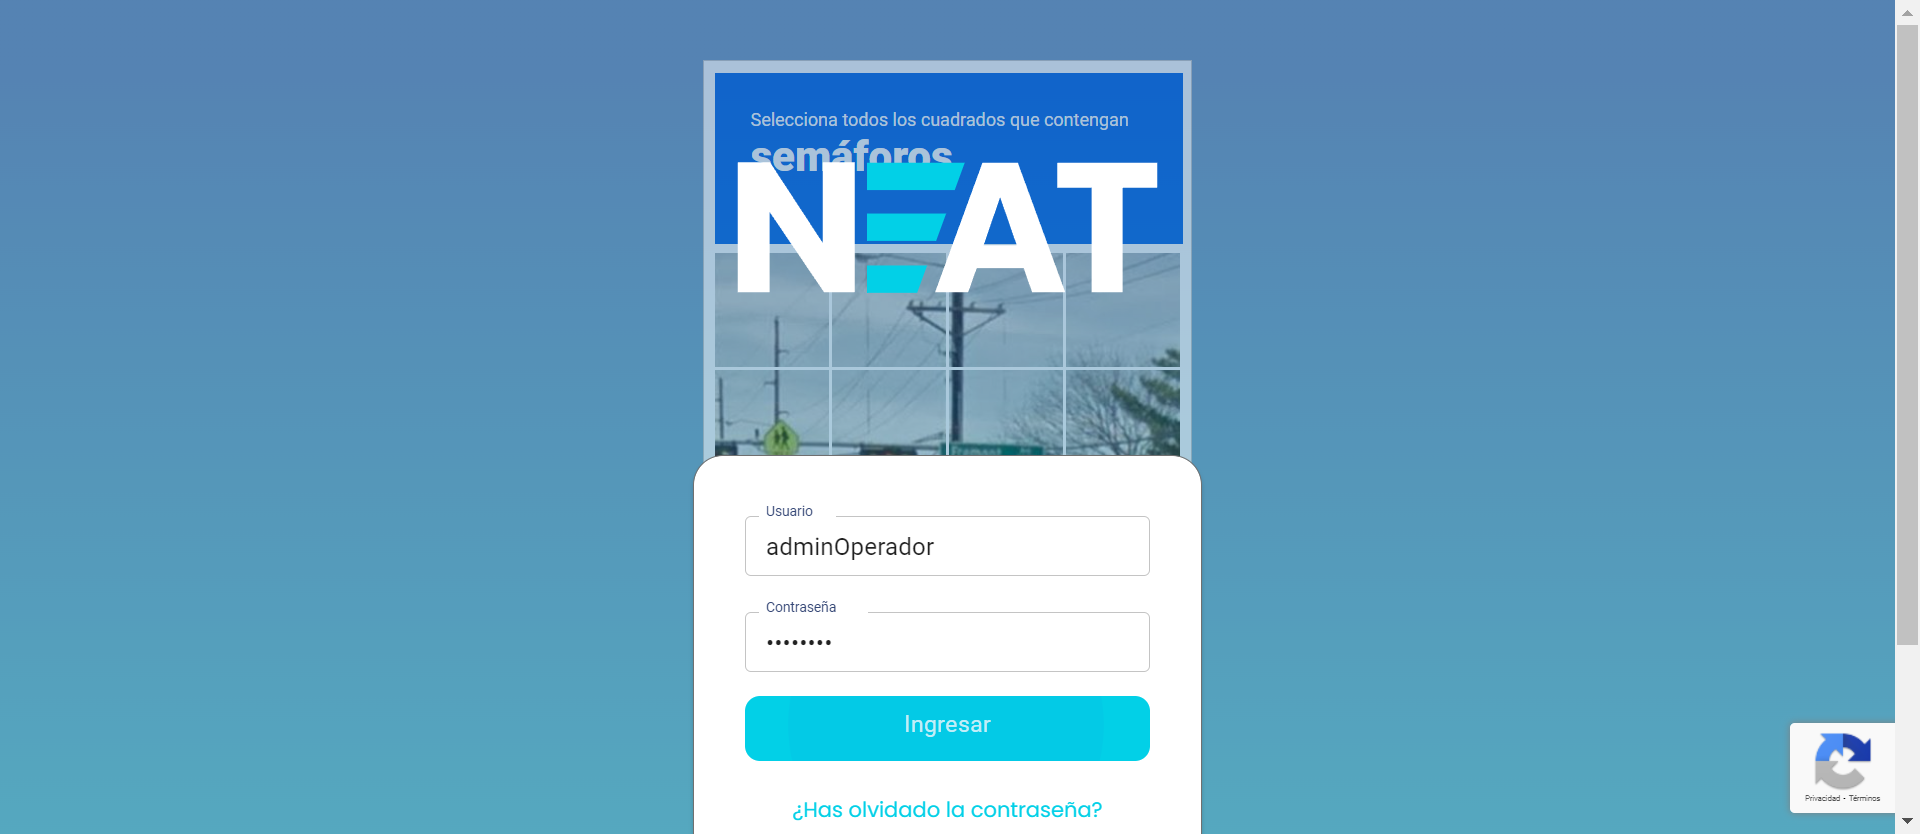 Selecciona todos los cuadrados que contengan
semáforos
NEAT
Usuario
adminOperador
Contraseña
••••••••
Ingresar
¿Has olvidado la contraseña?
Privacidad - Términos